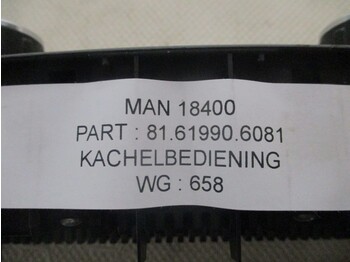 MAN 18400
PART : 81.61990.6081
KACHELBEDIENING
WG : 658